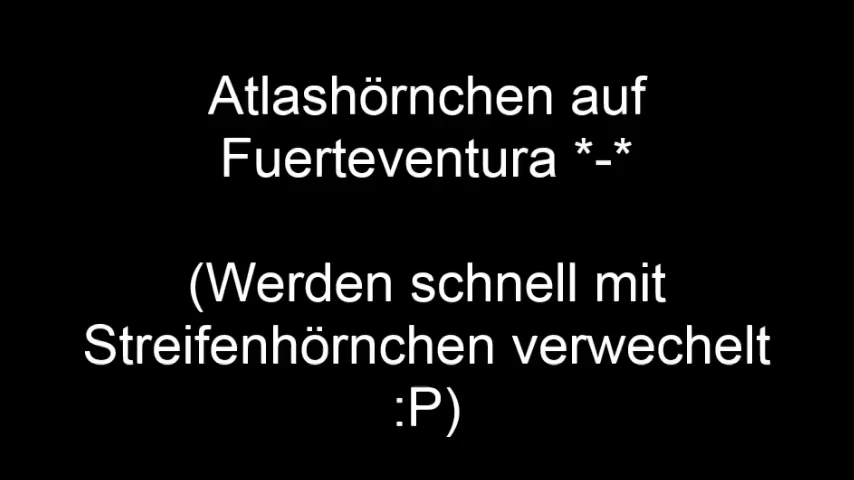 Atlashörnchen auf
Fuerteventura *-*
(Werden schnell mit
Streifenhörnchen verwechelt
:P)